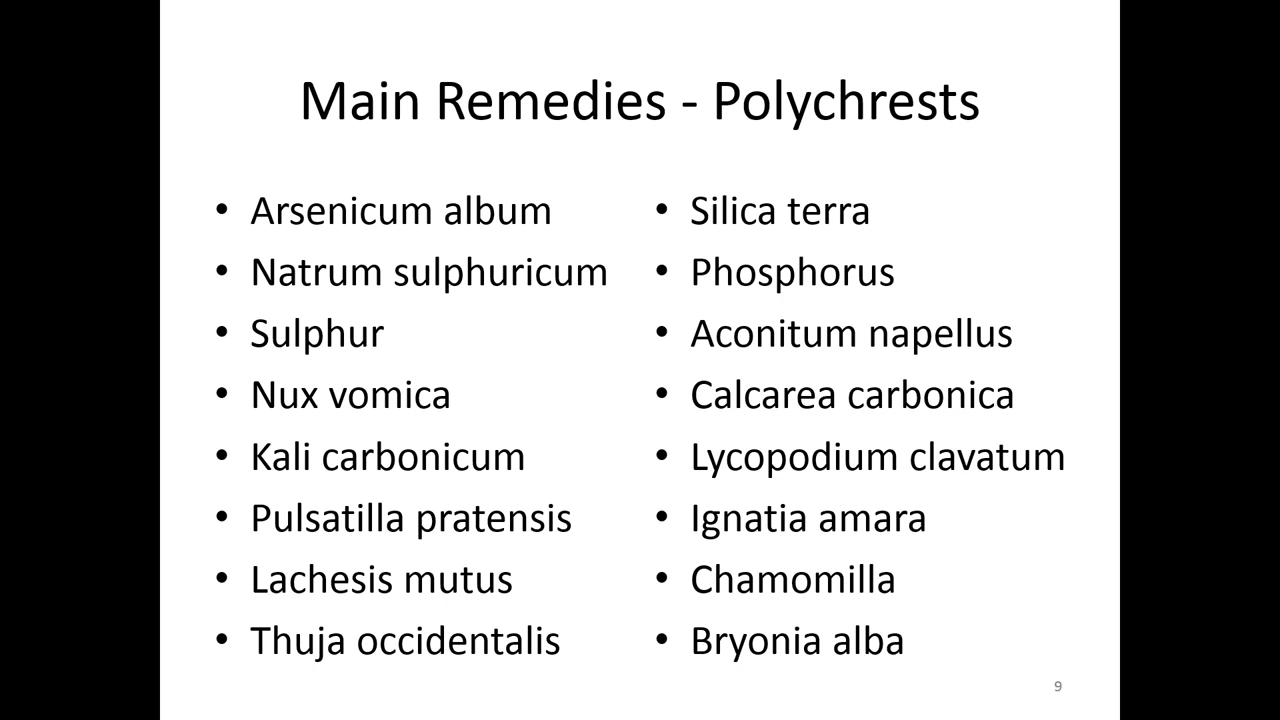 Main Remedies - Polychrests
• Arsenicum album
• Natrum sulphuricum
• Sulphur
• Nux vomica
• Kali carbonicum
• Pulsatilla pratensis
• Lachesis mutus
• Thuja occidentalis
• Silica terra
• Phosphorus
• Aconitum napellus
• Calcarea carbonica
• Lycopodium clavatum
• Ignatia amara
• Chamomilla
• Bryonia alba
9